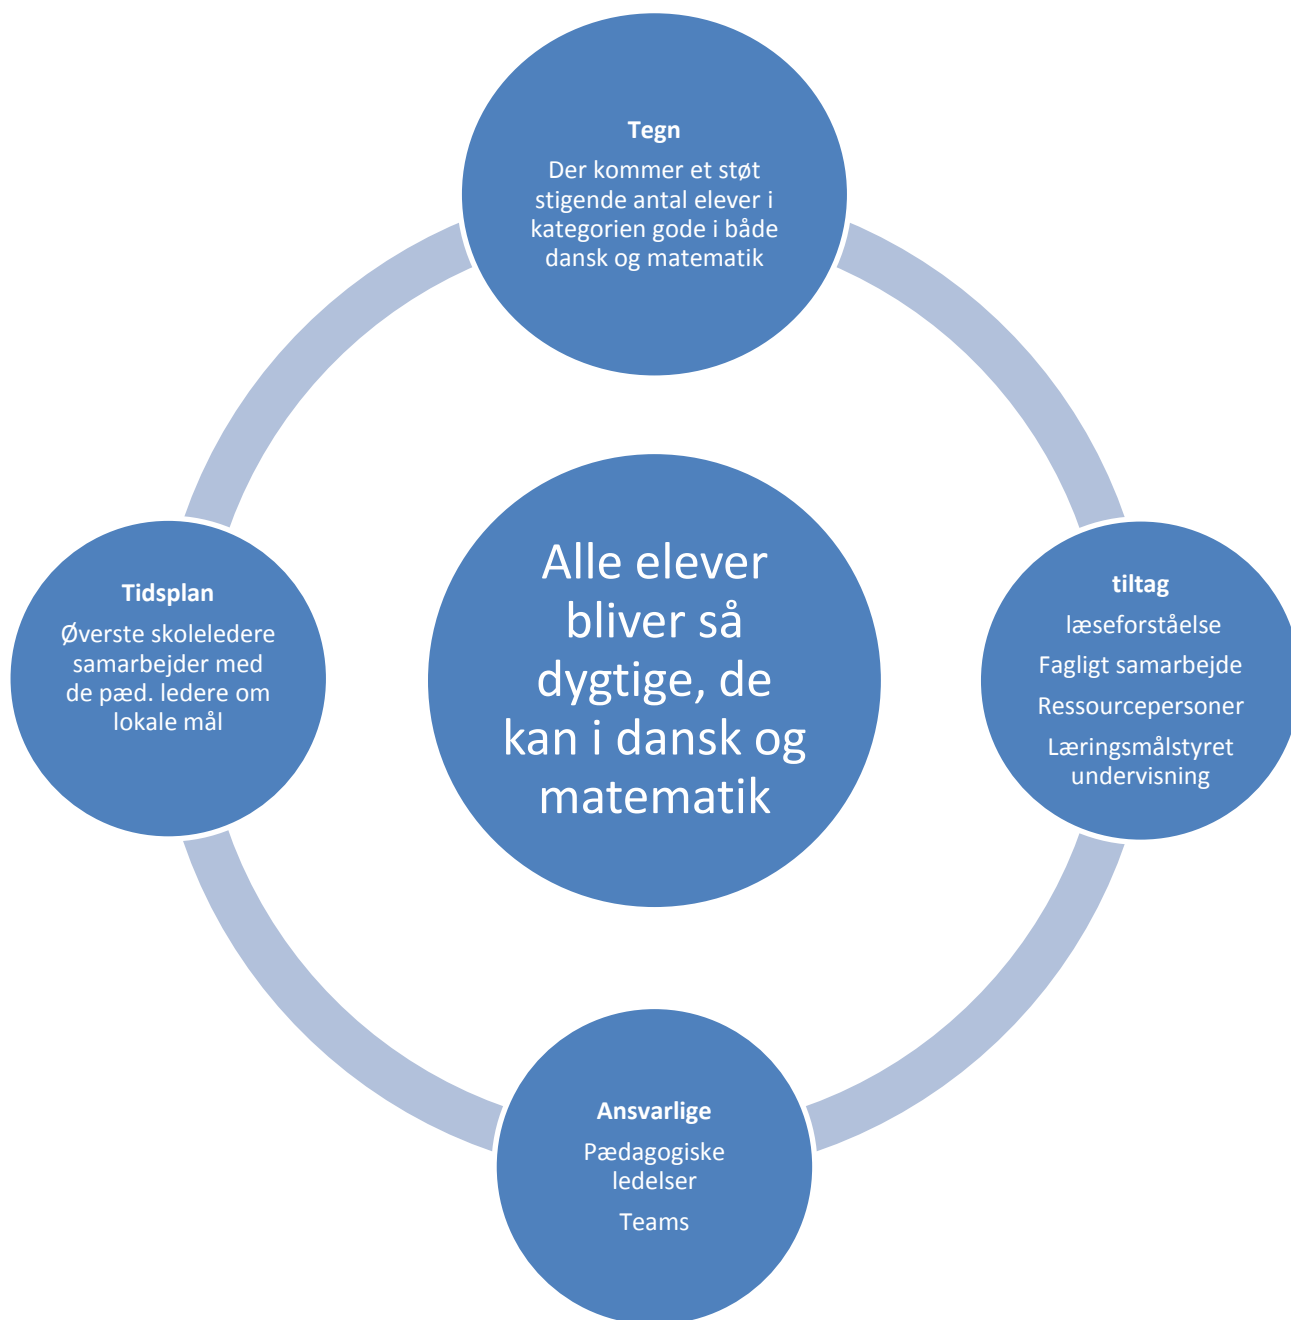 Tegn
Der kommer et støt
stigende antal elever i
kategorien gode i både
dansk og matematik
Alle elever
bliver så
dygtige, de
kan i dansk og
matematik
tiltag
læseforståelse
Fagligt samarbejde
Ressourcepersoner
Læringsmålstyret
undervisning
Ansvarlige
Pædagogiske
ledelser
Teams
Tidsplan
Øverste skoleledere
samarbejder med
de pæd. ledere om
lokale mål